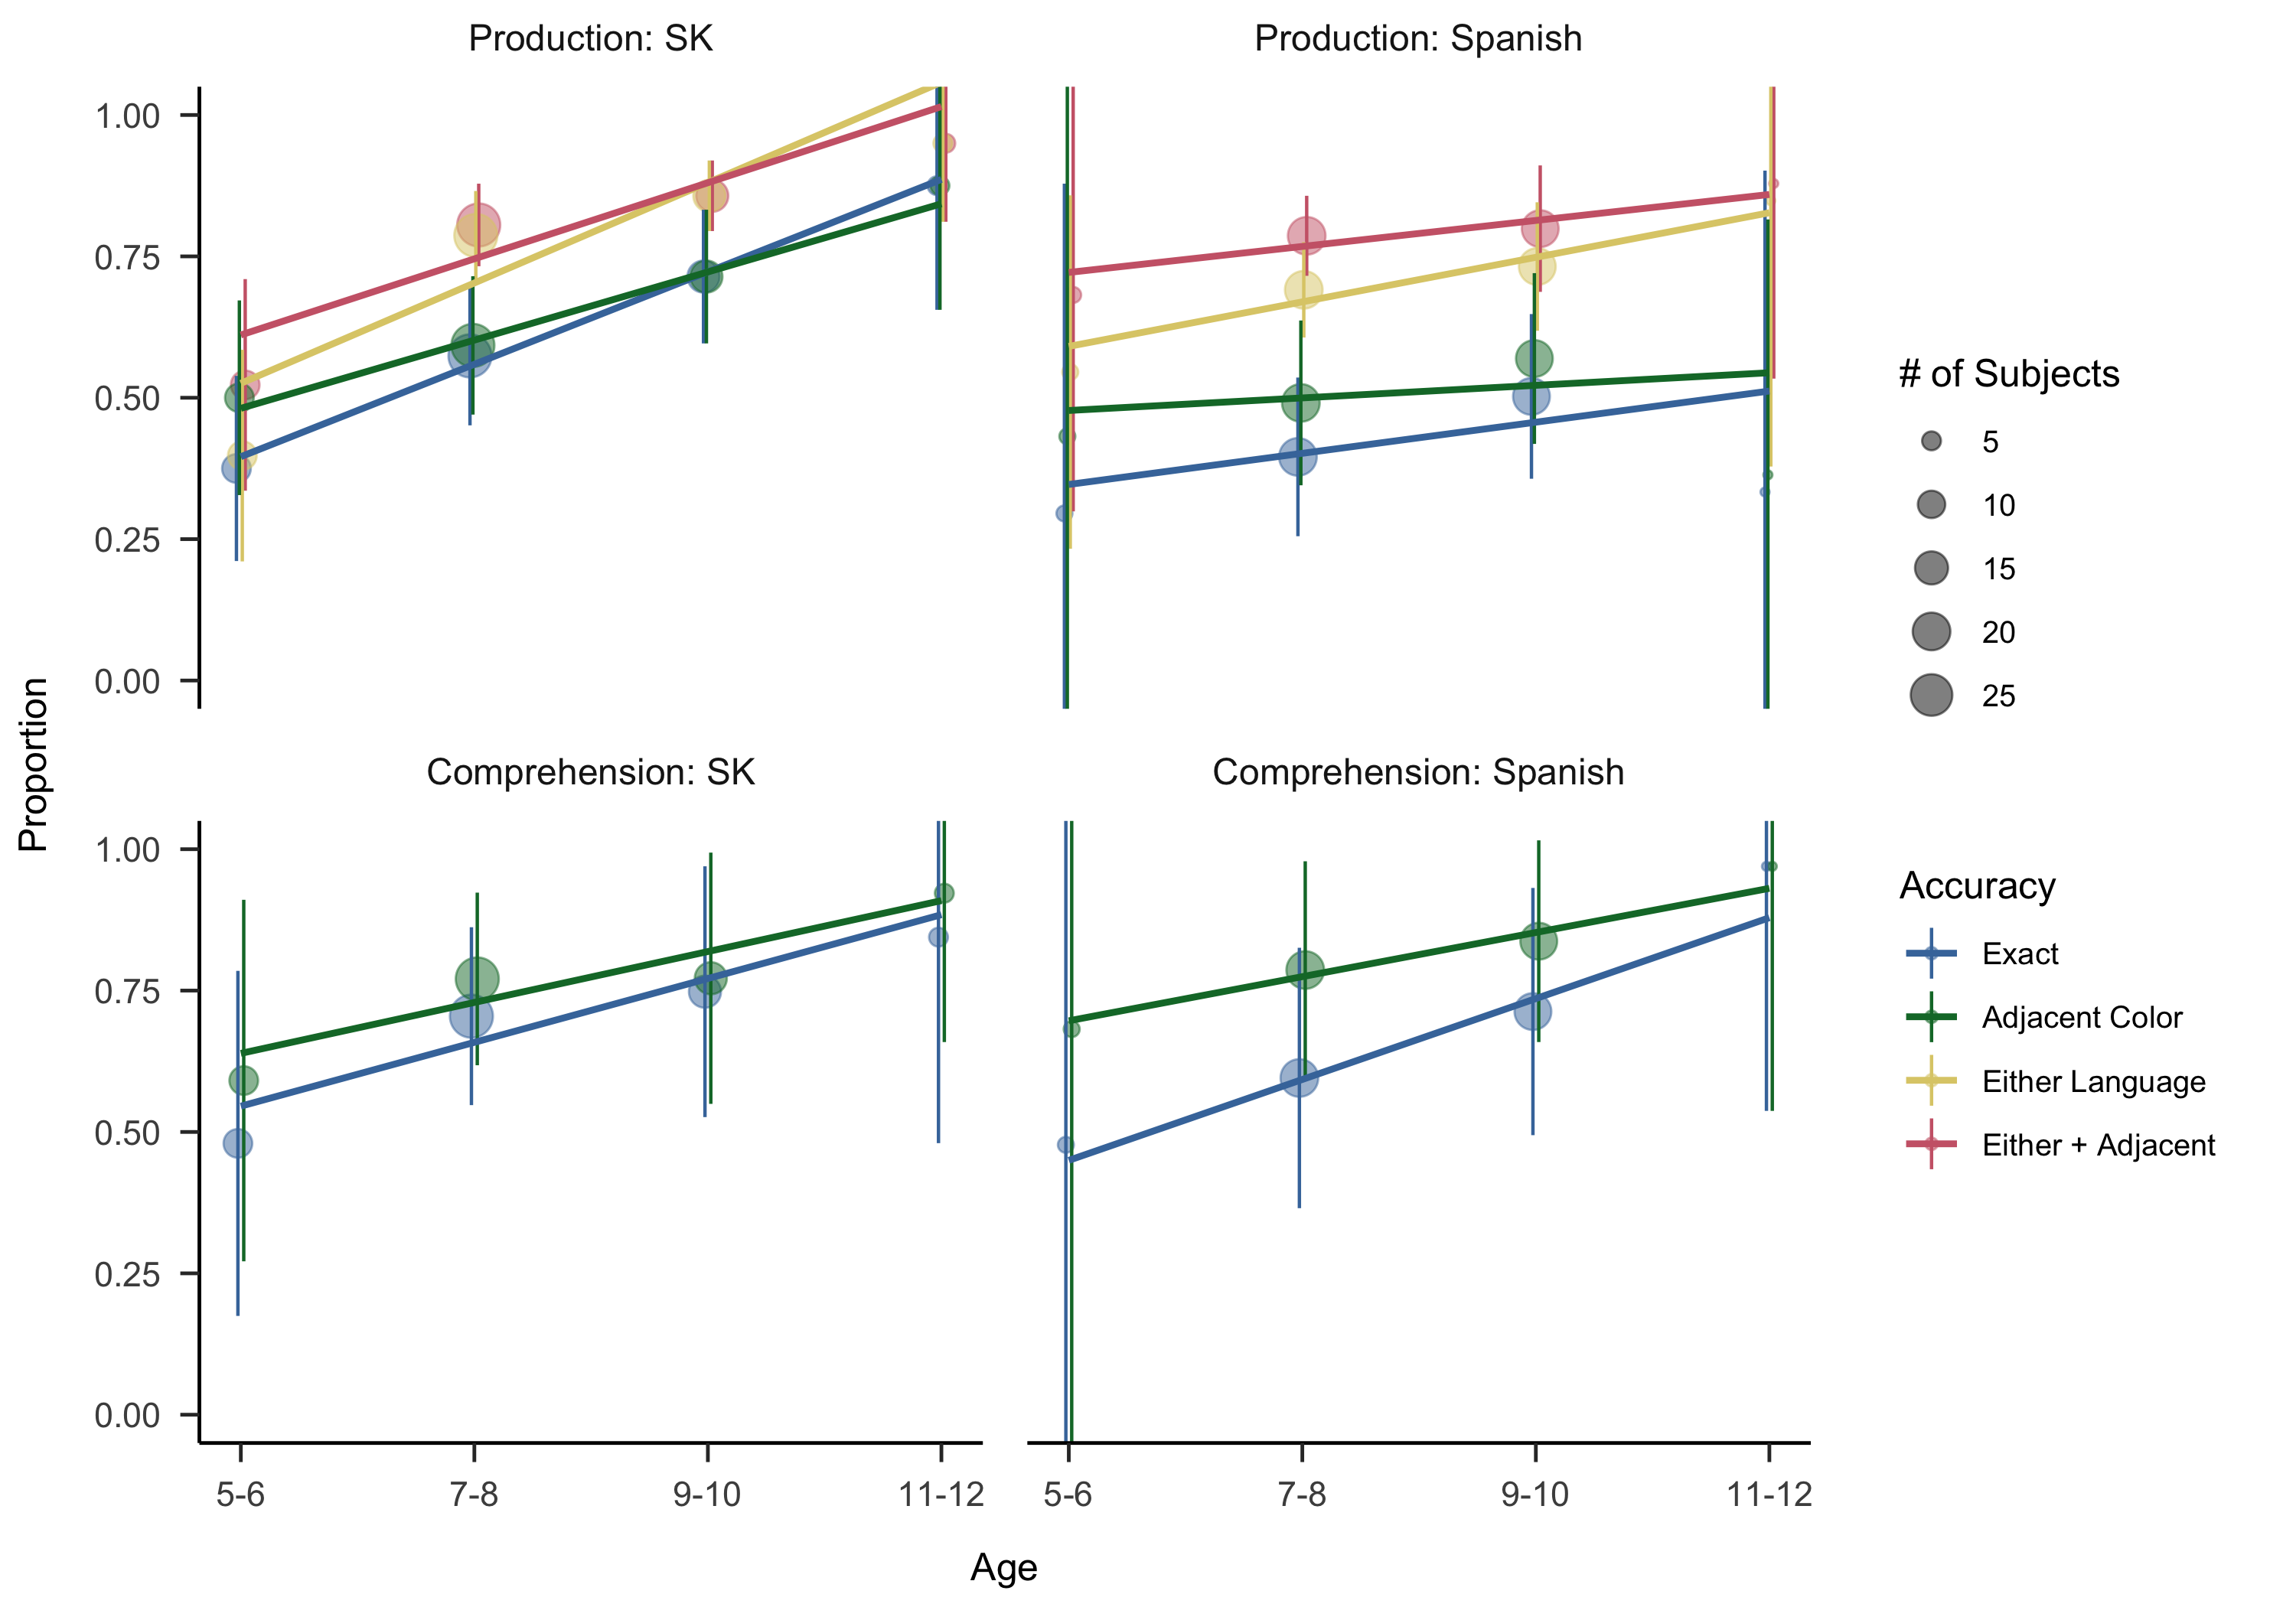 Production: SK
Production: Spanish
1.00
0.75
0.50
0.25
0.00
Comprehension: SK
Comprehension: Spanish
1.00
0.75
0.50
0.25
0.00
5-6
7-8
9-10
11-12
5-6
7-8
9-10
11-12
Proportion
Age
# of Subjects
5
10
15
20
25
Accuracy
Exact
Adjacent Color
Either Language
Either + Adjacent